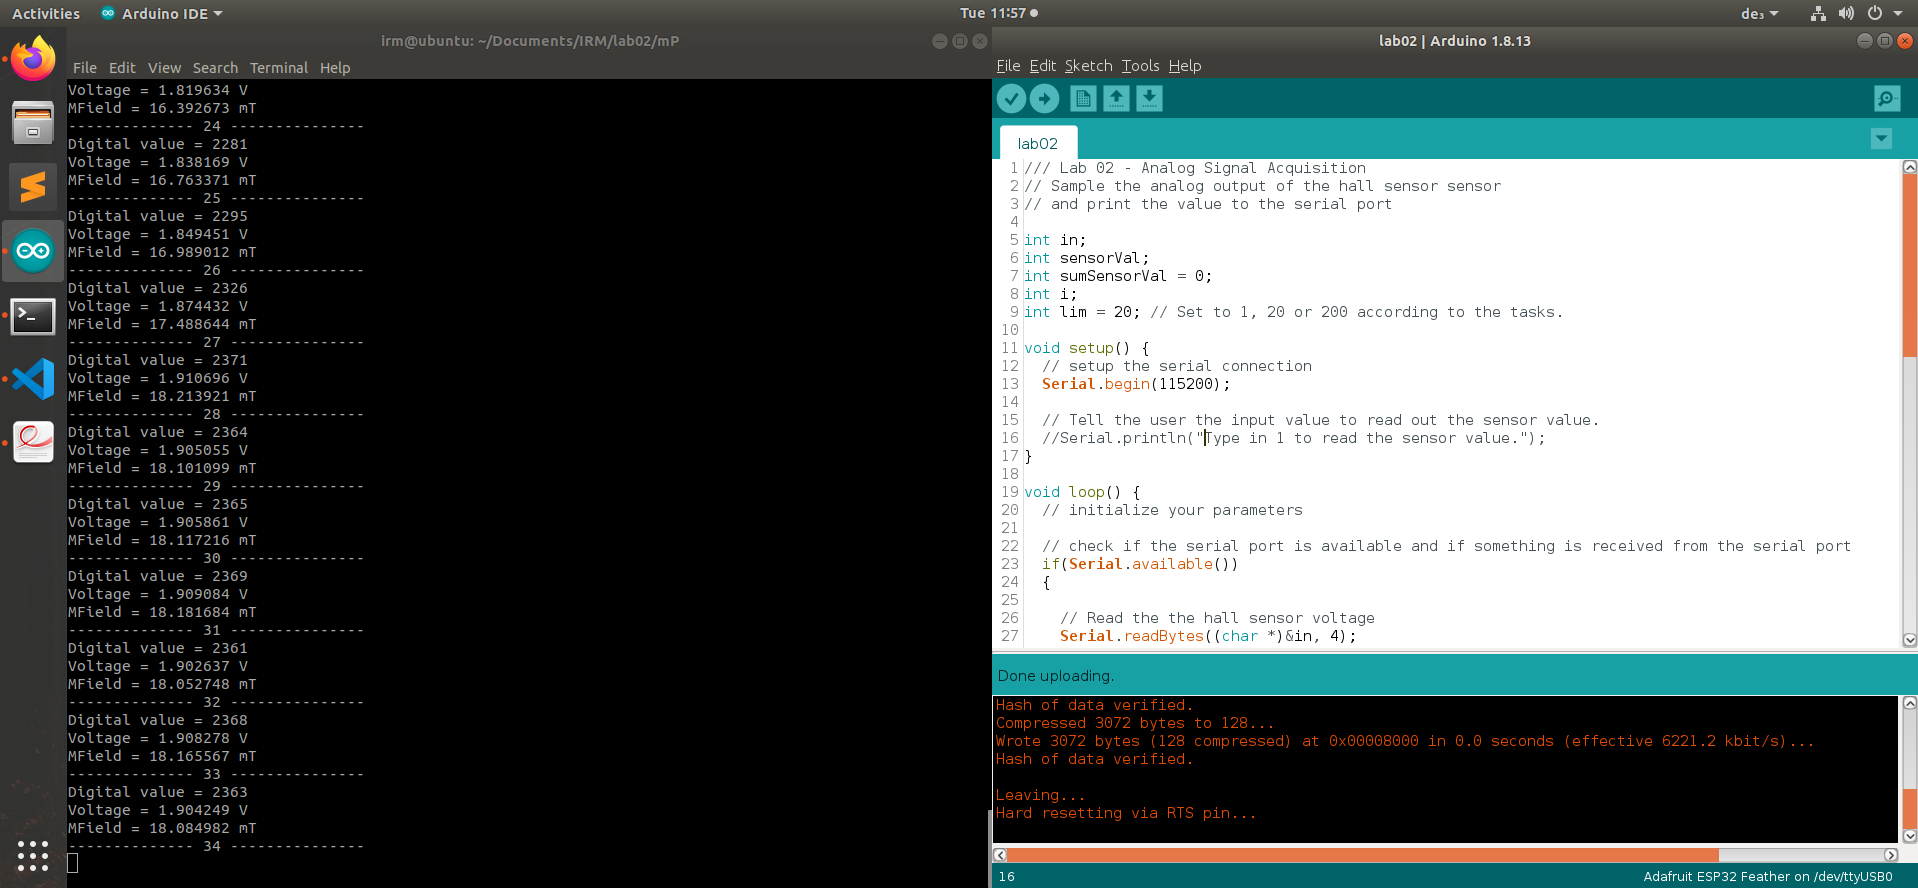 Activities
Arduino IDE
Tue 11:57
de₃
irm@ubuntu: ~/Documents/IRM/lab02/mP
File Edit View Search Terminal Help
Voltage = 1.819634 V
MField = 16.392673 mT
-------------- 24 ---------------
Digital value = 2281
Voltage = 1.838169 V
MField = 16.763371 mT
-------------- 25 ---------------
Digital value = 2295
Voltage = 1.849451 V
MField = 16.989012 mT
-------------- 26 ---------------
Digital value = 2326
Voltage = 1.874432 V
MField = 17.488644 mT
-------------- 27 ---------------
Digital value = 2371
Voltage = 1.910696 V
MField = 18.213921 mT
-------------- 28 ---------------
Digital value = 2364
Voltage = 1.905055 V
MField = 18.101099 mT
-------------- 29 ---------------
Digital value = 2365
Voltage = 1.905861 V
MField = 18.117216 mT
-------------- 30 ---------------
Digital value = 2369
Voltage = 1.909084 V
MField = 18.181684 mT
-------------- 31 ---------------
Digital value = 2361
Voltage = 1.902637 V
MField = 18.052748 mT
-------------- 32 ---------------
Digital value = 2368
Voltage = 1.908278 V
MField = 18.165567 mT
-------------- 33 ---------------
Digital value = 2363
Voltage = 1.904249 V
MField = 18.084982 mT
-------------- 34 ---------------
lab02 | Arduino 1.8.13
File Edit Sketch Tools Help
lab02
1 /// Lab 02 - Analog Signal Acquisition
2 // Sample the analog output of the hall sensor sensor
3 // and print the value to the serial port
4
5 int in;
6 int sensorVal;
7 int sumSensorVal = 0;
8 int i;
9 int lim = 20; // Set to 1, 20 or 200 according to the tasks.
10
11 void setup() {
12 // setup the serial connection
13 Serial.begin(115200);
14
15 // Tell the user the input value to read out the sensor value.
16 //Serial.println("Type in 1 to read the sensor value.");
17 }
18
19 void loop() {
20 // initialize your parameters
21
22 // check if the serial port is available and if something is received from the serial port
23 if(Serial.available())
24 {
25
26 // Read the the hall sensor voltage
27 Serial.readBytes((char *)&in, 4);
Done uploading.
Hash of data verified.
Compressed 3072 bytes to 128...
Wrote 3072 bytes (128 compressed) at 0x00008000 in 0.0 seconds (effective 6221.2 kbit/s)...
Hash of data verified.
Leaving...
Hard resetting via RTS pin...
16
Adafruit ESP32 Feather on /dev/ttyUSB0